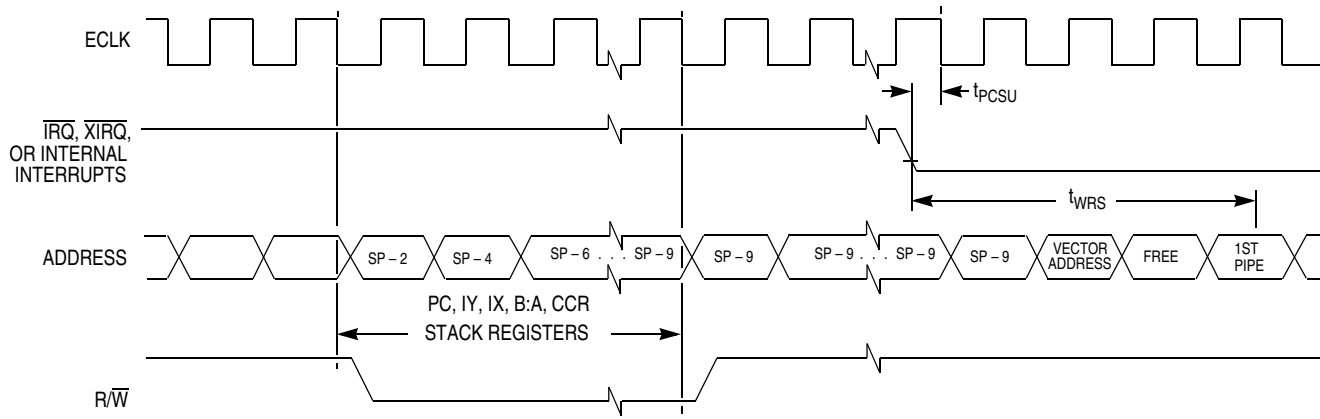 ECLK
t_PCSU
IRQ, XIRQ,
OR INTERNAL
INTERRUPTS
t_WRS
ADDRESS
SP – 2
SP – 4
SP – 6 . . . SP – 9
SP – 9
SP – 9 . . . SP – 9
SP – 9
VECTOR
ADDRESS
FREE
1ST
PIPE
PC, IY, IX, B:A, CCR
STACK REGISTERS
R/W